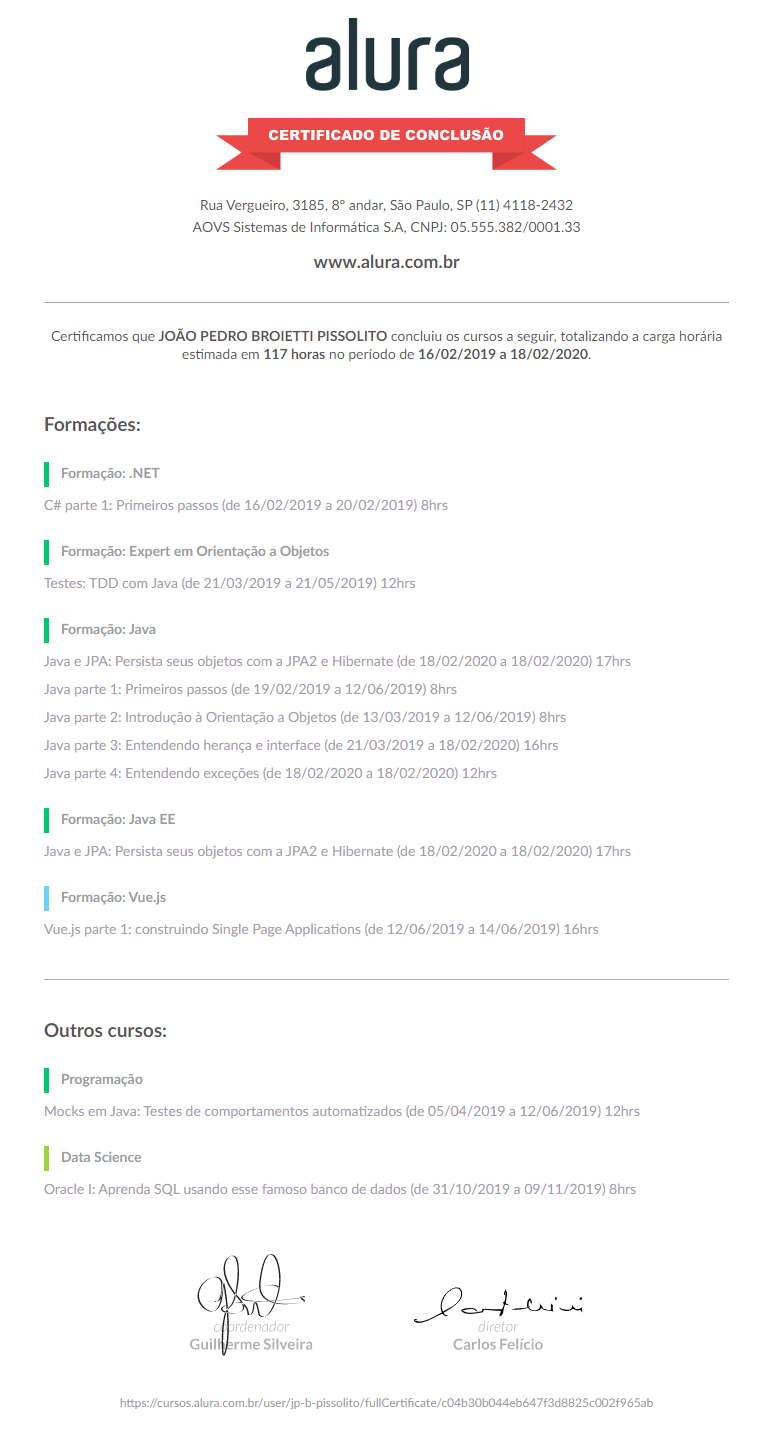 alura
CERTIFICADO DE CONCLUSÃO
Rua Vergueiro, 3185, 8º andar, São Paulo, SP (11) 4118-2432
AOVS Sistemas de Informática S.A, CNPJ: 05.555.382/0001.33
www.alura.com.br
Certificamos que JOÃO PEDRO BROIETTI PISSOLITO concluiu os cursos a seguir, totalizando a carga horária
estimada em 117 horas no período de 16/02/2019 a 18/02/2020.
Formações:
Formação: .NET
C# parte 1: Primeiros passos (de 16/02/2019 a 20/02/2019) 8hrs
Formação: Expert em Orientação a Objetos
Testes: TDD com Java (de 21/03/2019 a 21/05/2019) 12hrs
Formação: Java
Java e JPA: Persista seus objetos com a JPA2 e Hibernate (de 18/02/2020 a 18/02/2020) 17hrs
Java parte 1: Primeiros passos (de 19/02/2019 a 12/06/2019) 8hrs
Java parte 2: Introdução à Orientação a Objetos (de 13/03/2019 a 12/06/2019) 8hrs
Java parte 3: Entendendo herança e interface (de 21/03/2019 a 18/02/2020) 16hrs
Java parte 4: Entendendo exceções (de 18/02/2020 a 18/02/2020) 12hrs
Formação: Java EE
Java e JPA: Persista seus objetos com a JPA2 e Hibernate (de 18/02/2020 a 18/02/2020) 17hrs
Formação: Vue.js
Vue.js parte 1: construindo Single Page Applications (de 12/06/2019 a 14/06/2019) 16hrs
Outros cursos:
Programação
Mocks em Java: Testes de comportamentos automatizados (de 05/04/2019 a 12/06/2019) 12hrs
Data Science
Oracle I: Aprenda SQL usando esse famoso banco de dados (de 31/10/2019 a 09/11/2019) 8hrs
coordenador
Guilherme Silveira
diretor
Carlos Felício
https://cursos.alura.com.br/user/jp-b-pissolito/fullCertificate/c04b30b044eb647f3d8825c002f965ab